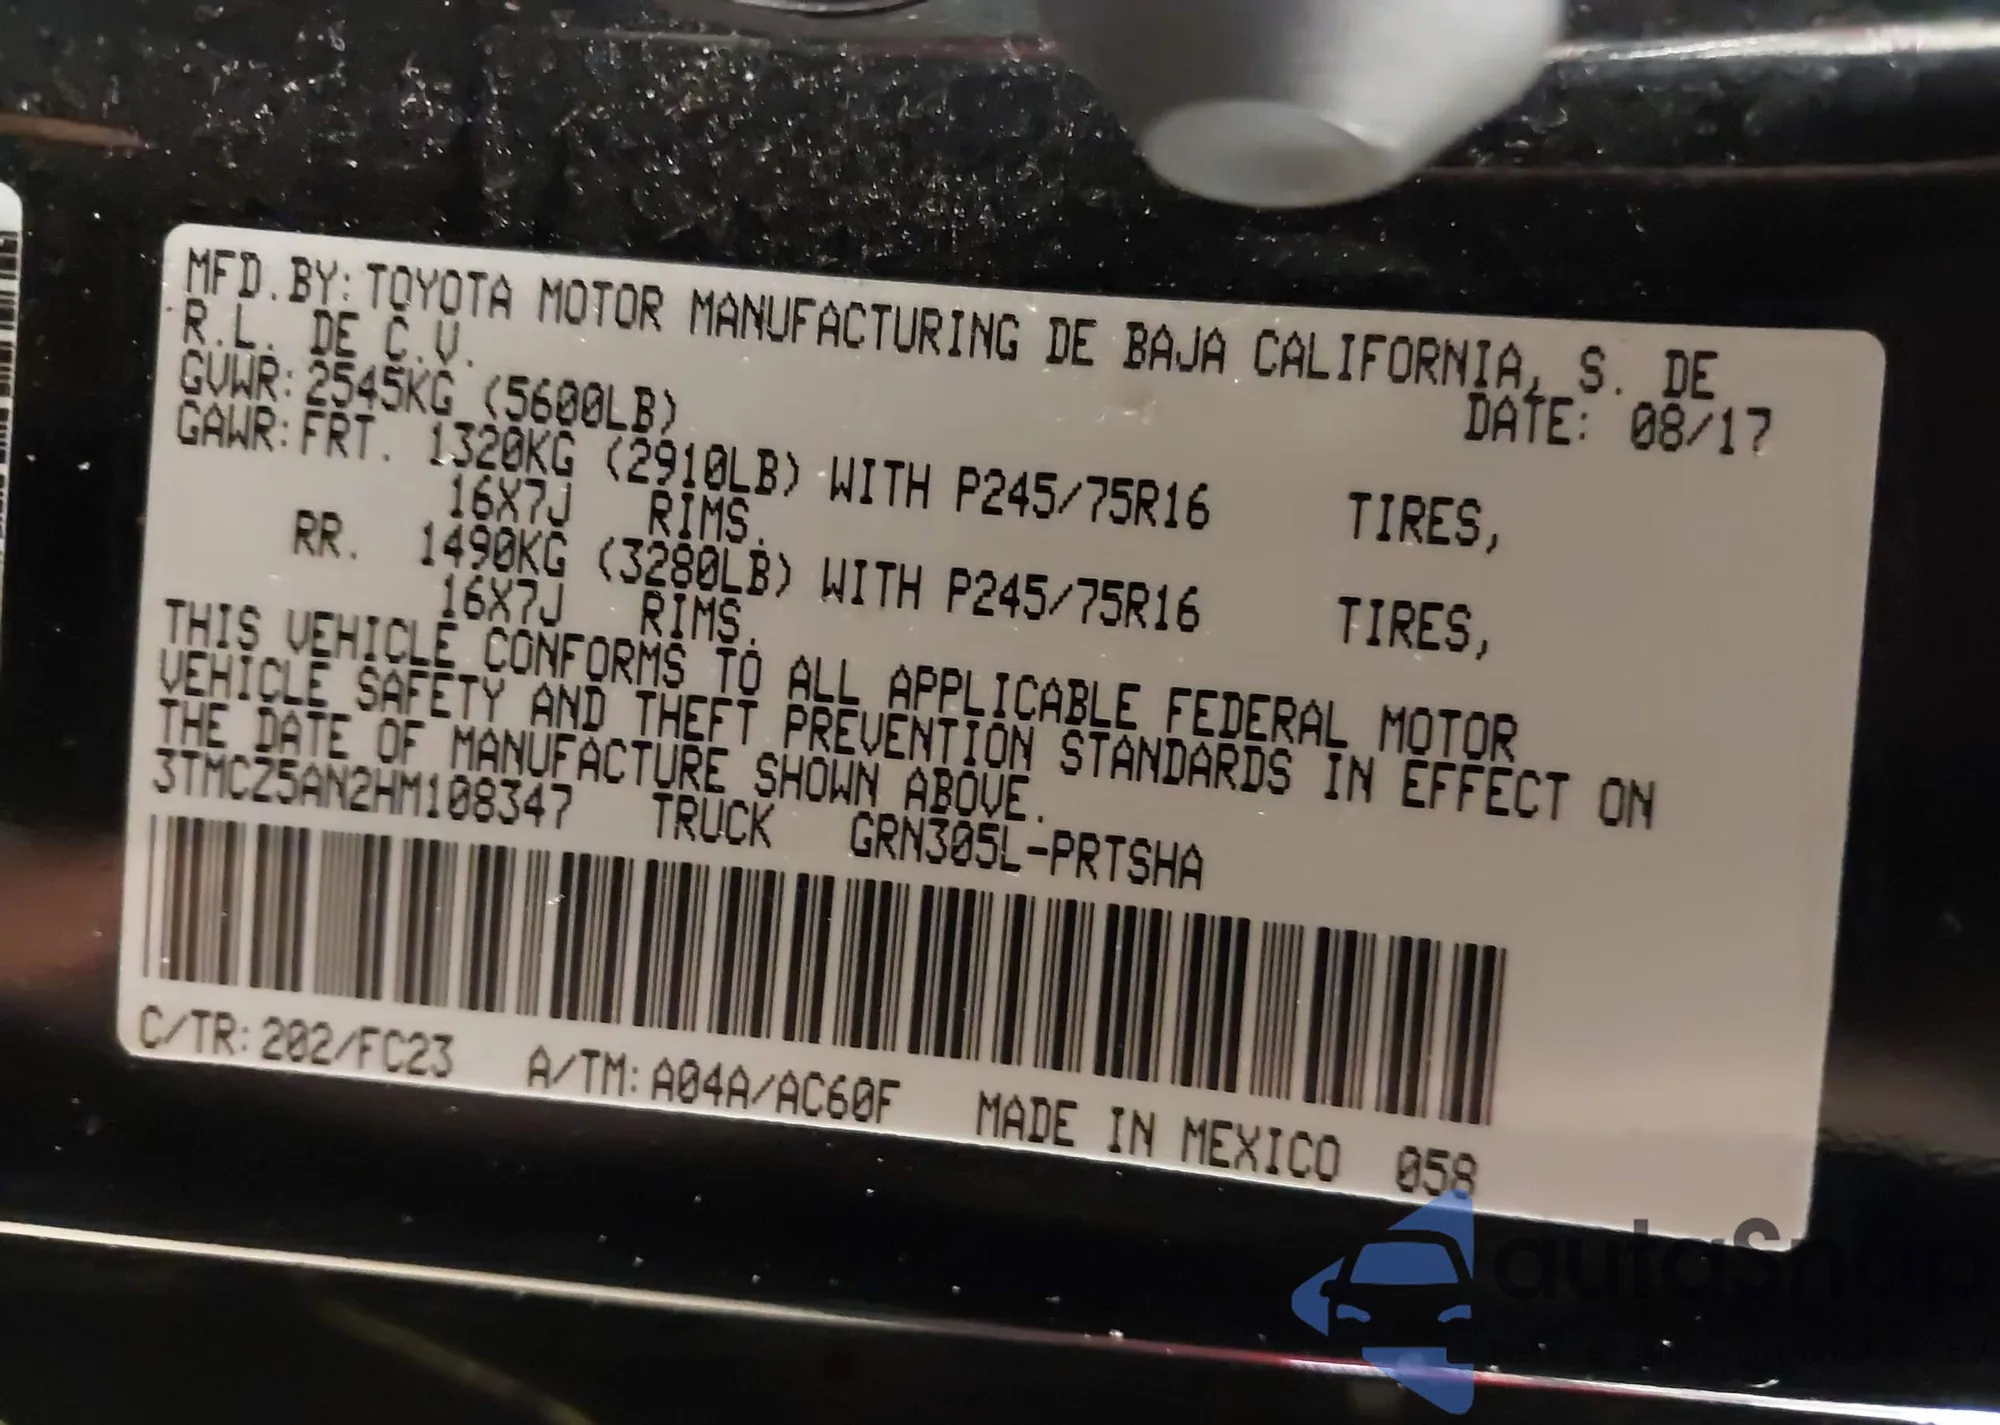 MFD.BY:TOYOTA MOTOR MANUFACTURING DE BAJA CALIFORNIA, S. DE
R.L. DE C.V. DATE: 08/17
GVWR:2545KG (5600LB)
GAWR:FRT. 1320KG (2910LB) WITH P245/75R16 TIRES,
16X7J RIMS.
RR. 1490KG (3280LB) WITH P245/75R16 TIRES,
16X7J RIMS.
THIS VEHICLE CONFORMS TO ALL APPLICABLE FEDERAL MOTOR
VEHICLE SAFETY AND THEFT PREVENTION STANDARDS IN EFFECT ON
THE DATE OF MANUFACTURE SHOWN ABOVE.
3TMCZ5AN2HM108347 TRUCK GRN305L-PRTSHA
C/TR:202/FC23 A/TM:A04A/AC60F MADE IN MEXICO 058
autoSnap